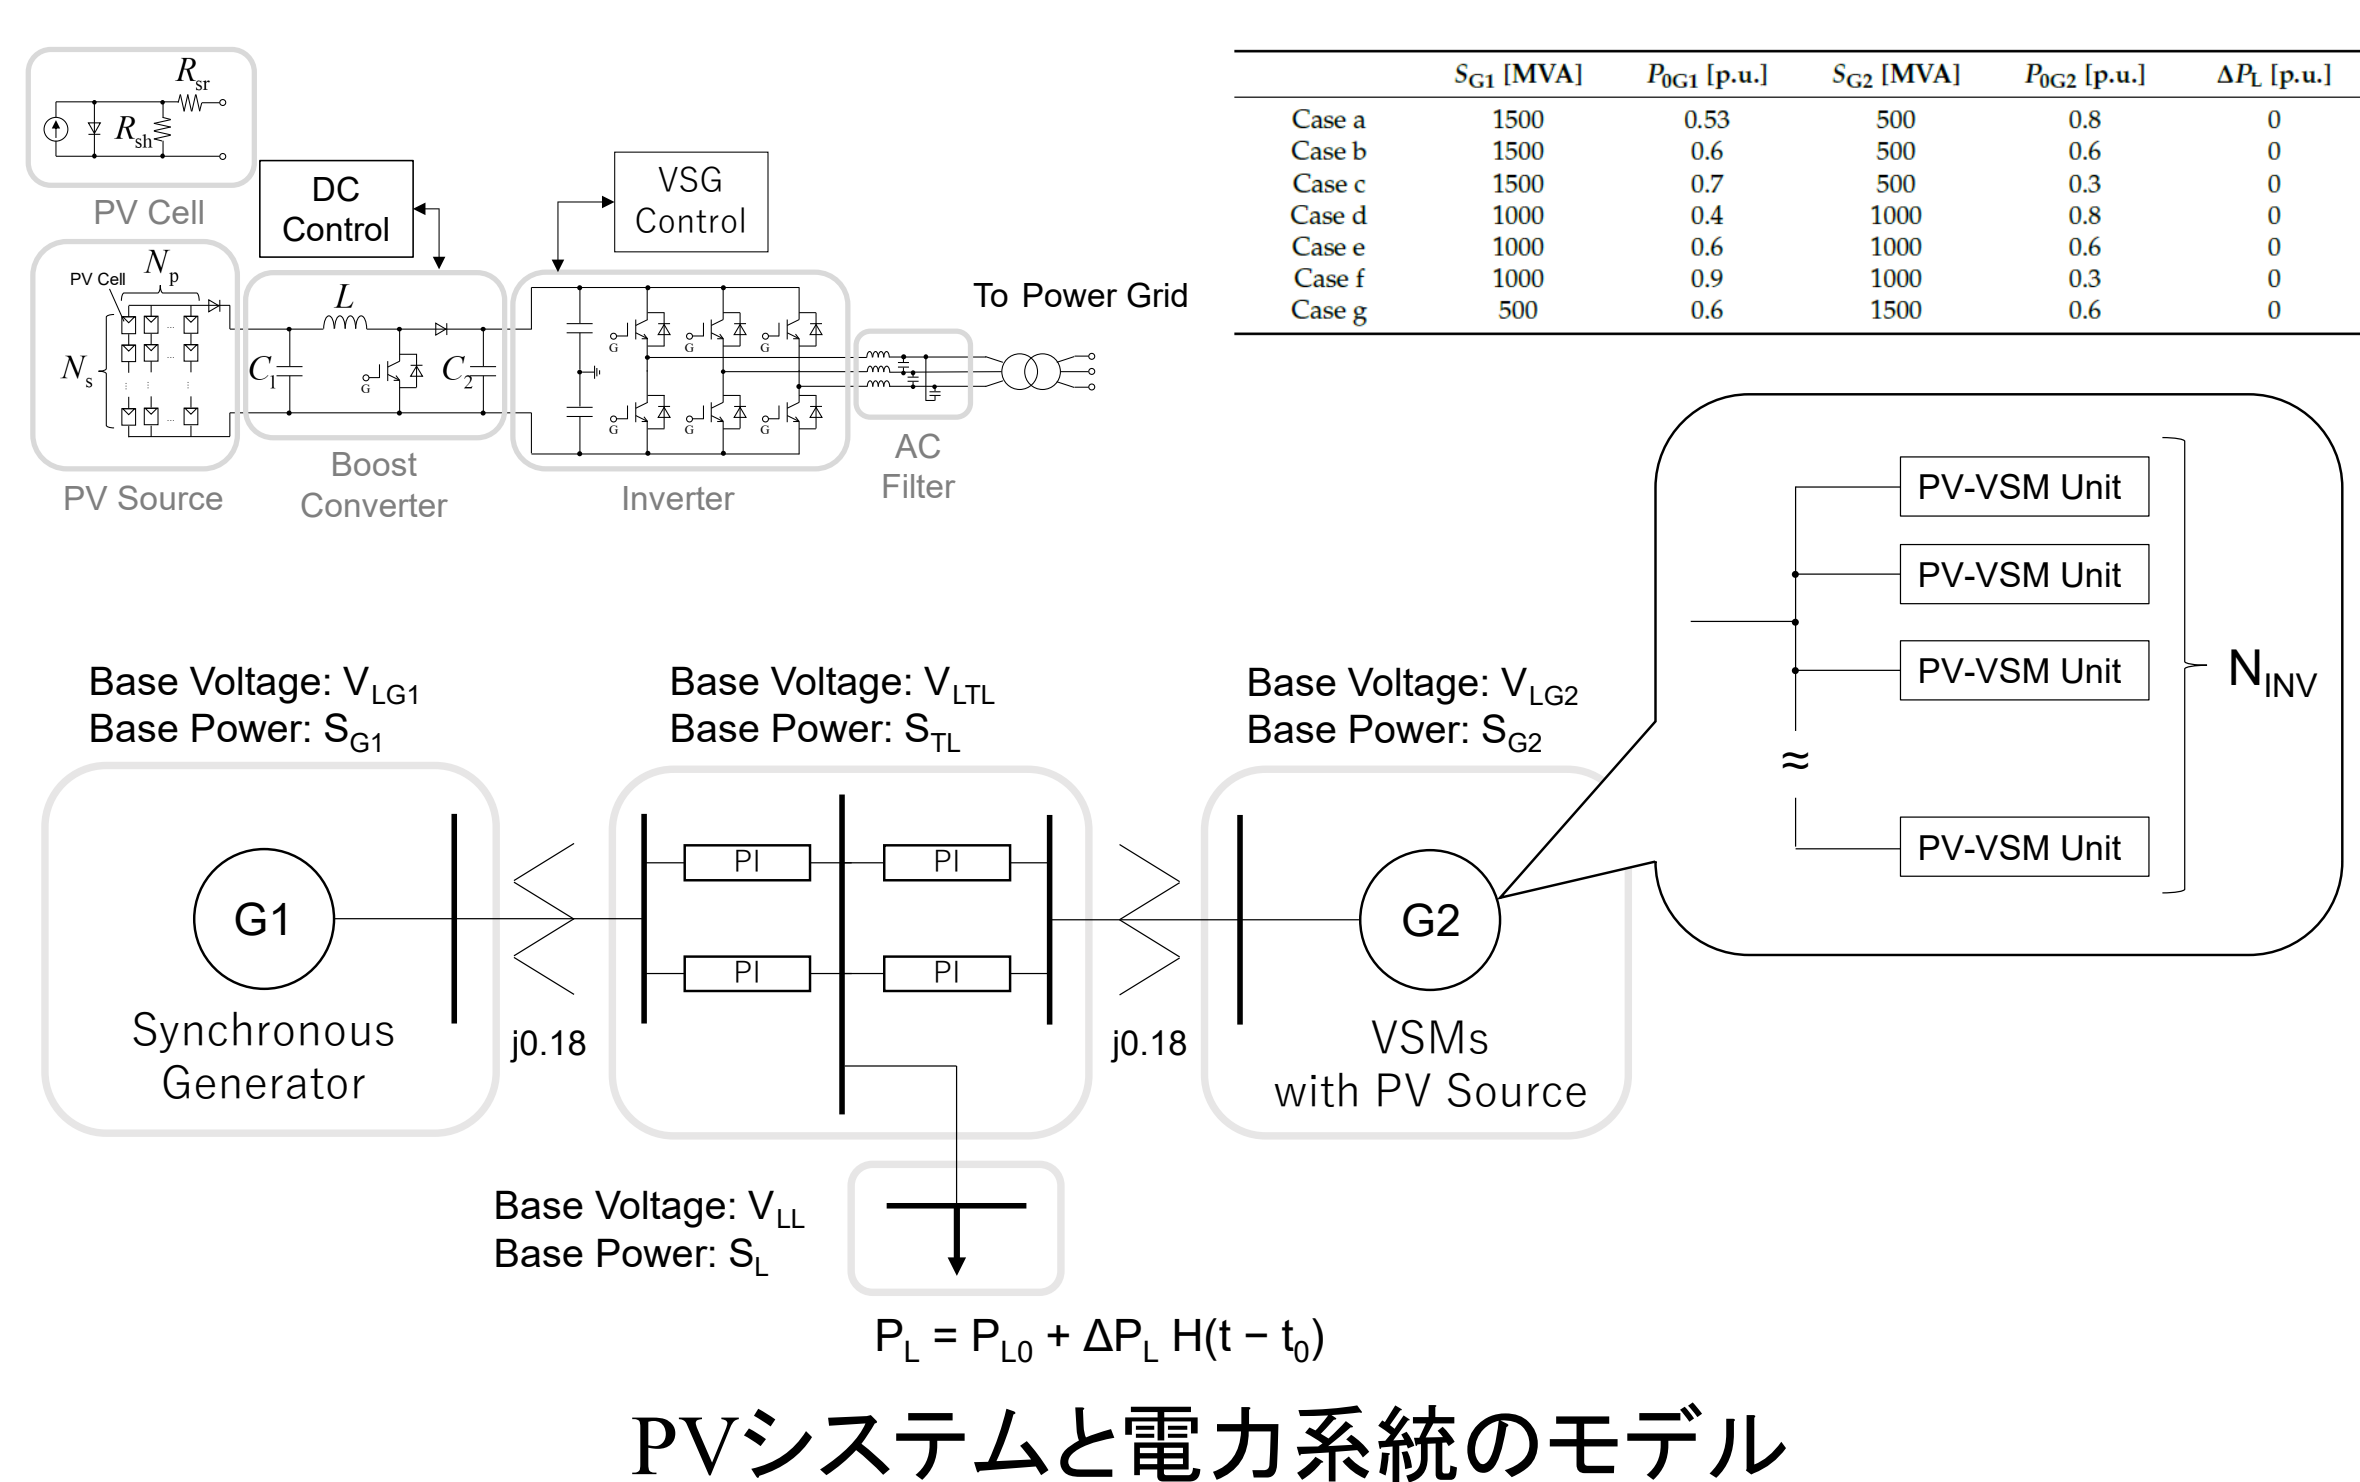 R_sr
R_sh
PV Cell
DC
Control
VSG
Control
PV Cell
N_p
N_s
L
C_1
C_2
G
G
G
G
G
G
G
To Power Grid
PV Source
Boost
Converter
Inverter
AC
Filter
S_G1 [MVA] P_0G1 [p.u.] S_G2 [MVA] P_0G2 [p.u.] ΔP_L [p.u.]
Case a 1500 0.53 500 0.8 0
Case b 1500 0.6 500 0.6 0
Case c 1500 0.7 500 0.3 0
Case d 1000 0.4 1000 0.8 0
Case e 1000 0.6 1000 0.6 0
Case f 1000 0.9 1000 0.3 0
Case g 500 0.6 1500 0.6 0
PV-VSM Unit
PV-VSM Unit
PV-VSM Unit
≈
PV-VSM Unit
N_INV
Base Voltage: V_LG1
Base Power: S_G1
Base Voltage: V_LTL
Base Power: S_TL
Base Voltage: V_LG2
Base Power: S_G2
G1
Synchronous
Generator
j0.18
PI
PI
PI
PI
j0.18
G2
VSMs
with PV Source
Base Voltage: V_LL
Base Power: S_L
P_L = P_L0 + ΔP_L H(t − t_0)
PVシステムと電力系統のモデル